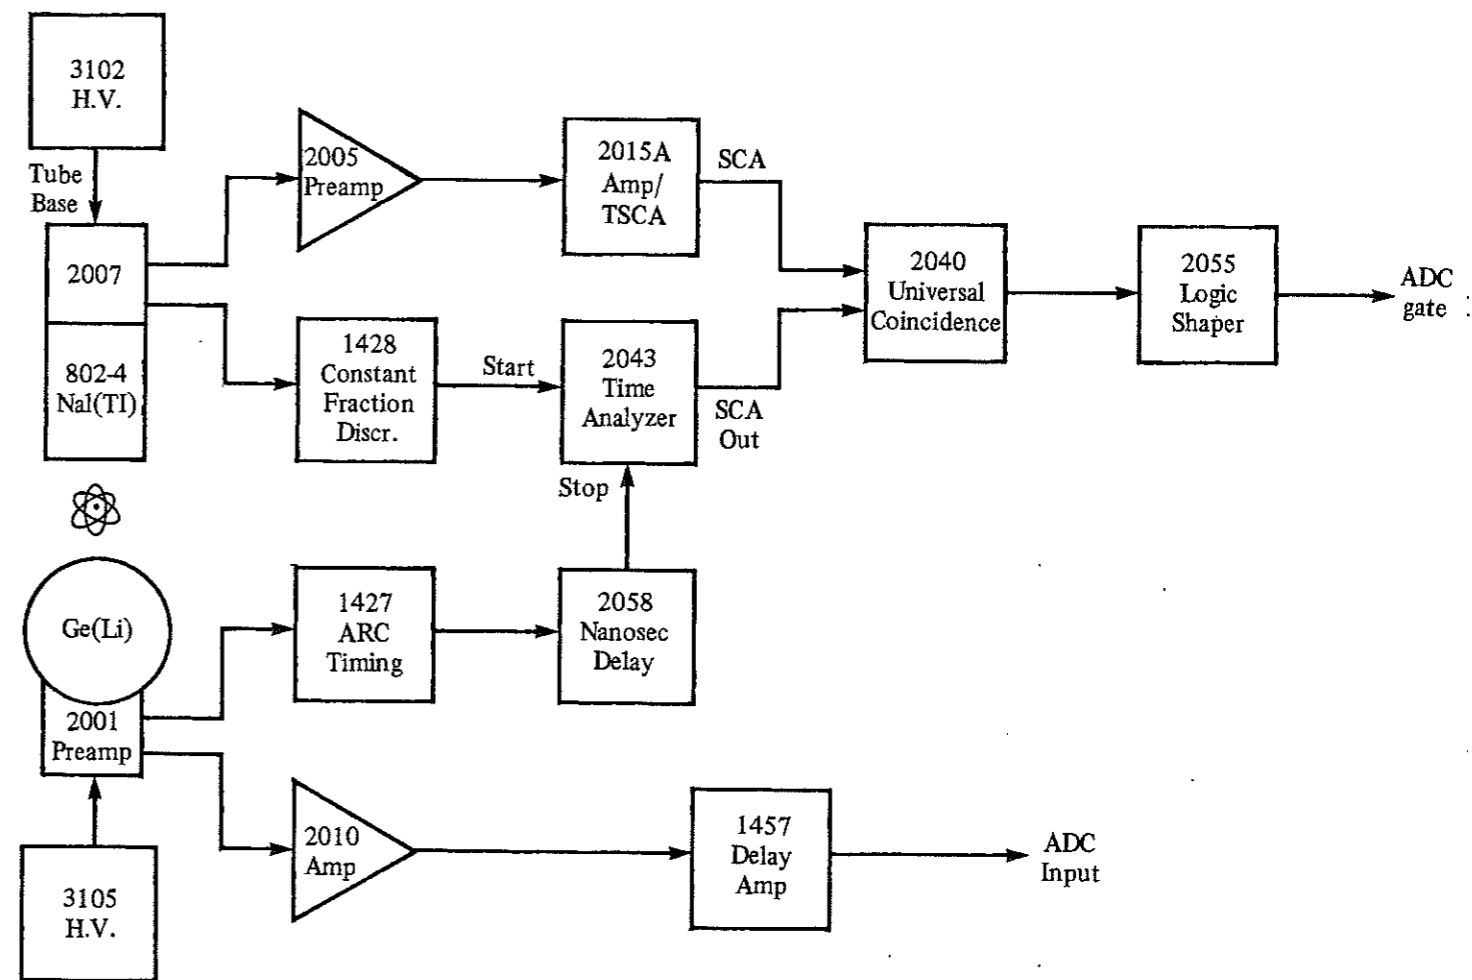 3102
H.V.
Tube
Base
2007
802-4
NaI(TI)
2005
Preamp
2015A
Amp/
TSCA
SCA
1428
Constant
Fraction
Discr.
Start
2043
Time
Analyzer
SCA
Out
Stop
2040
Universal
Coincidence
2055
Logic
Shaper
ADC
gate
Ge(Li)
2001
Preamp
3105
H.V.
1427
ARC
Timing
2058
Nanosec
Delay
2010
Amp
1457
Delay
Amp
ADC
Input